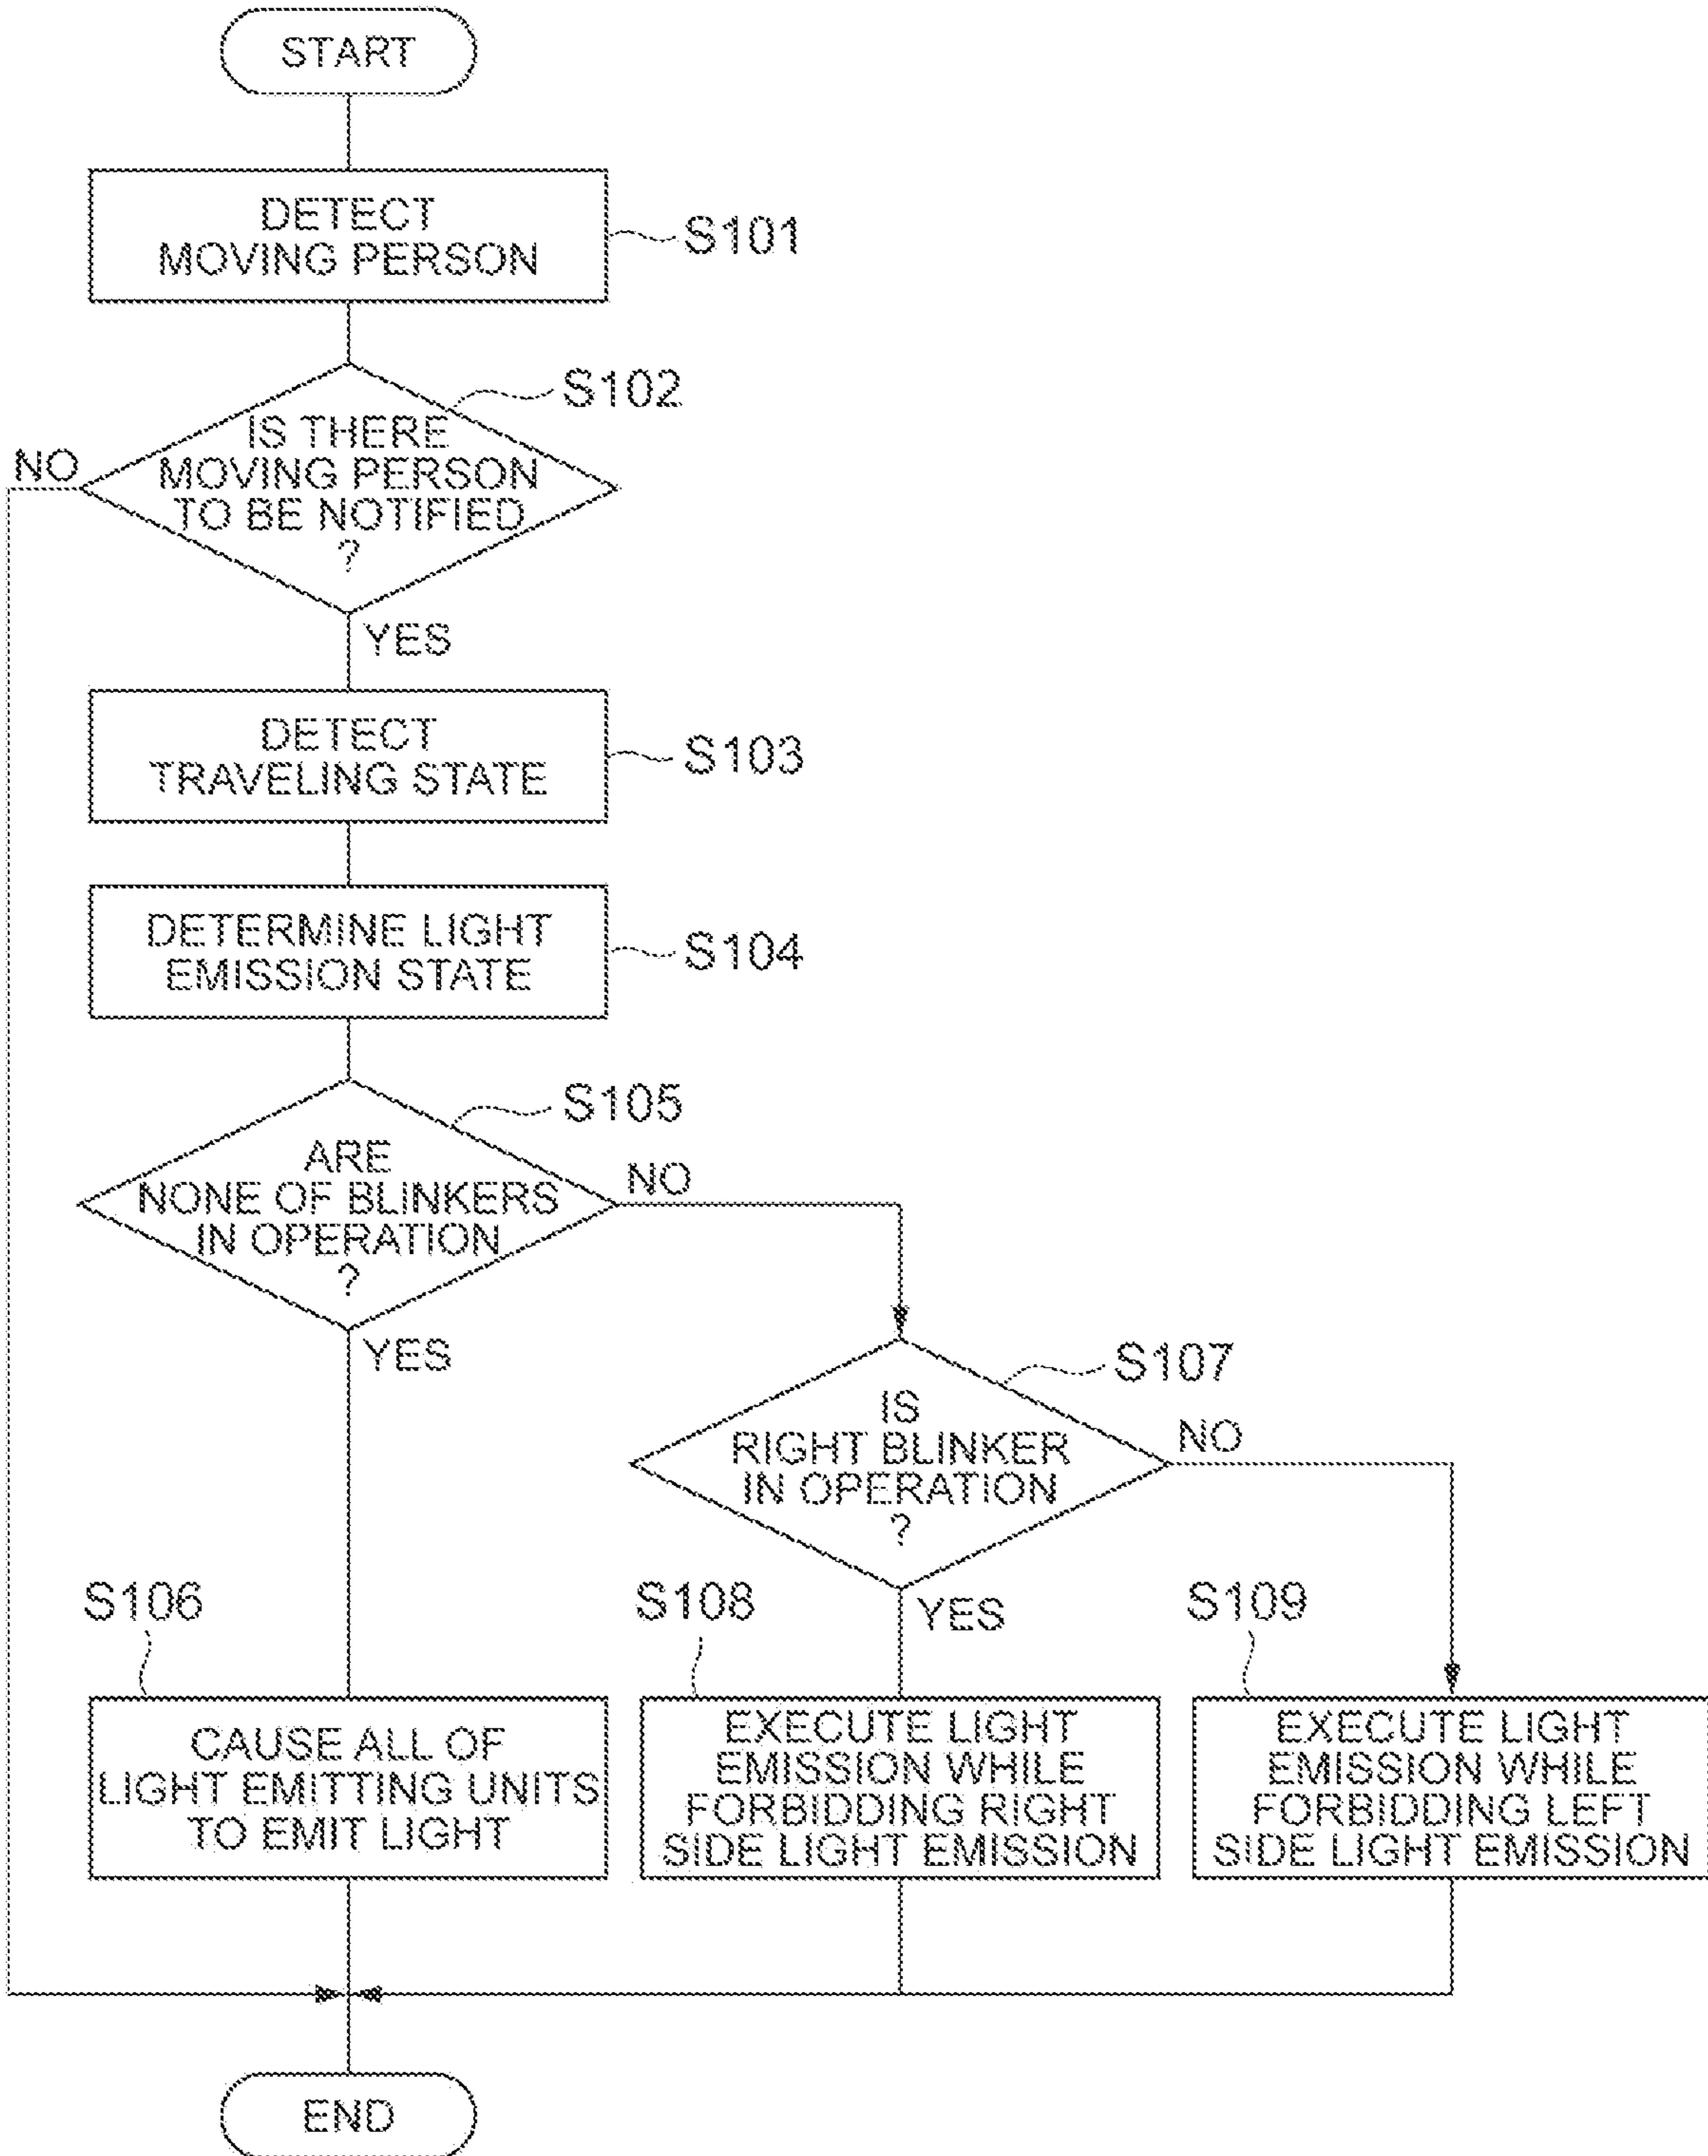 START
DETECT
MOVING PERSON
S101
S102
IS THERE
MOVING PERSON
TO BE NOTIFIED
?
NO
YES
DETECT
TRAVELING STATE
S103
DETERMINE LIGHT
EMISSION STATE
S104
S105
ARE
NONE OF BLINKERS
IN OPERATION
?
NO
YES
S107
IS
RIGHT BLINKER
IN OPERATION
?
NO
YES
S106
CAUSE ALL OF
LIGHT EMITTING UNITS
TO EMIT LIGHT
S108
EXECUTE LIGHT
EMISSION WHILE
FORBIDDING RIGHT
SIDE LIGHT EMISSION
S109
EXECUTE LIGHT
EMISSION WHILE
FORBIDDING LEFT
SIDE LIGHT EMISSION
END